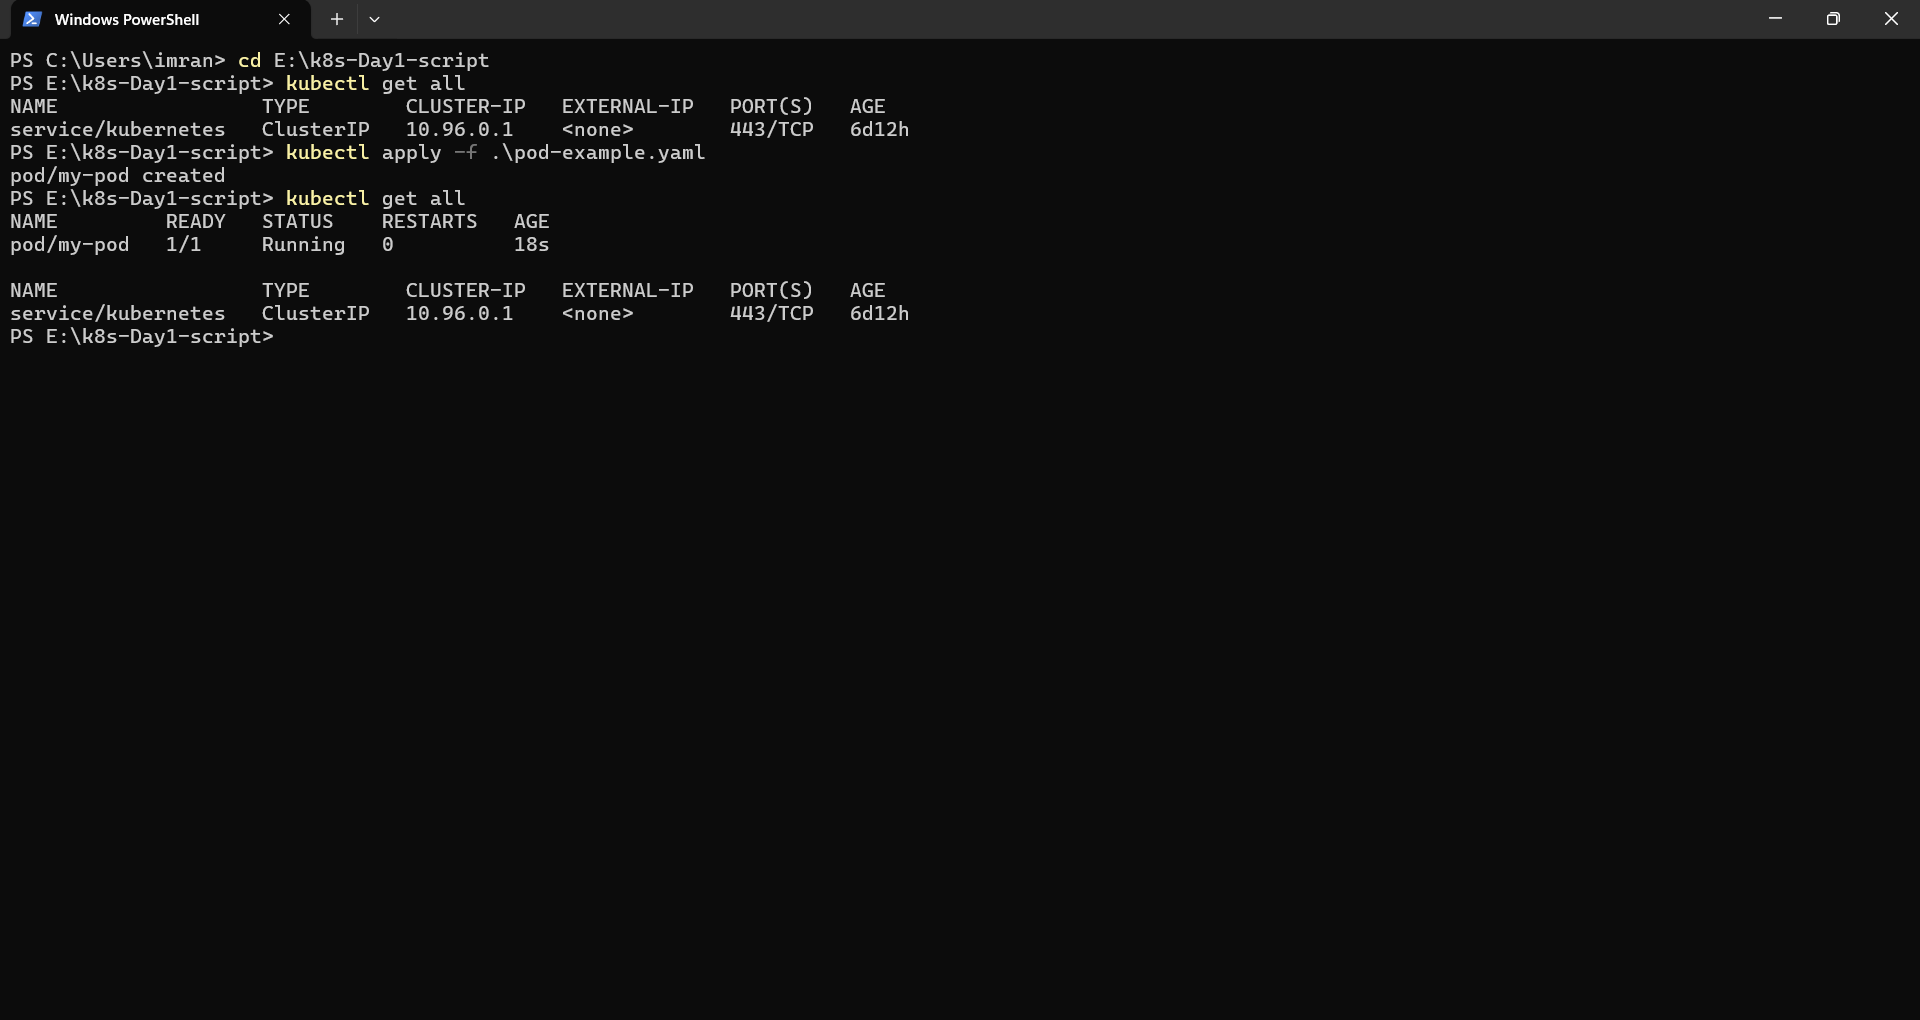 Windows PowerShell
PS C:\Users\imran> cd E:\k8s-Day1-script
PS E:\k8s-Day1-script> kubectl get all
NAME                 TYPE        CLUSTER-IP   EXTERNAL-IP   PORT(S)   AGE
service/kubernetes   ClusterIP   10.96.0.1    <none>        443/TCP   6d12h
PS E:\k8s-Day1-script> kubectl apply -f .\pod-example.yaml
pod/my-pod created
PS E:\k8s-Day1-script> kubectl get all
NAME         READY   STATUS    RESTARTS   AGE
pod/my-pod   1/1     Running   0          18s

NAME                 TYPE        CLUSTER-IP   EXTERNAL-IP   PORT(S)   AGE
service/kubernetes   ClusterIP   10.96.0.1    <none>        443/TCP   6d12h
PS E:\k8s-Day1-script>